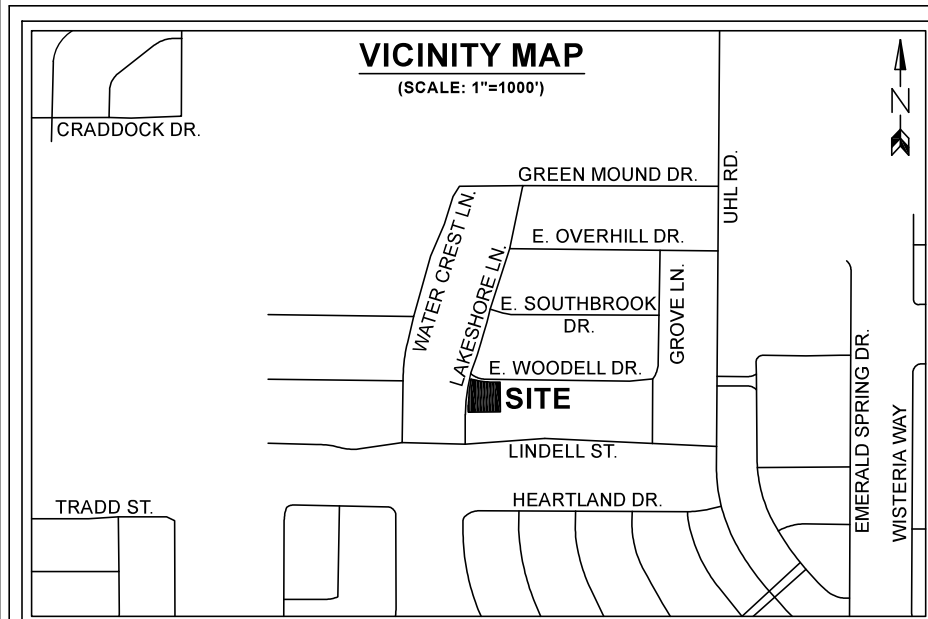 VICINITY MAP
(SCALE: 1"=1000')
N
CRADDOCK DR.
GREEN MOUND DR.
UHL RD.
WATER CREST LN.
LAKESHORE LN.
E. OVERHILL DR.
GROVE LN.
E. SOUTHBROOK
DR.
E. WOODELL DR.
SITE
EMERALD SPRING DR.
WISTERIA WAY
LINDELL ST.
TRADD ST.
HEARTLAND DR.